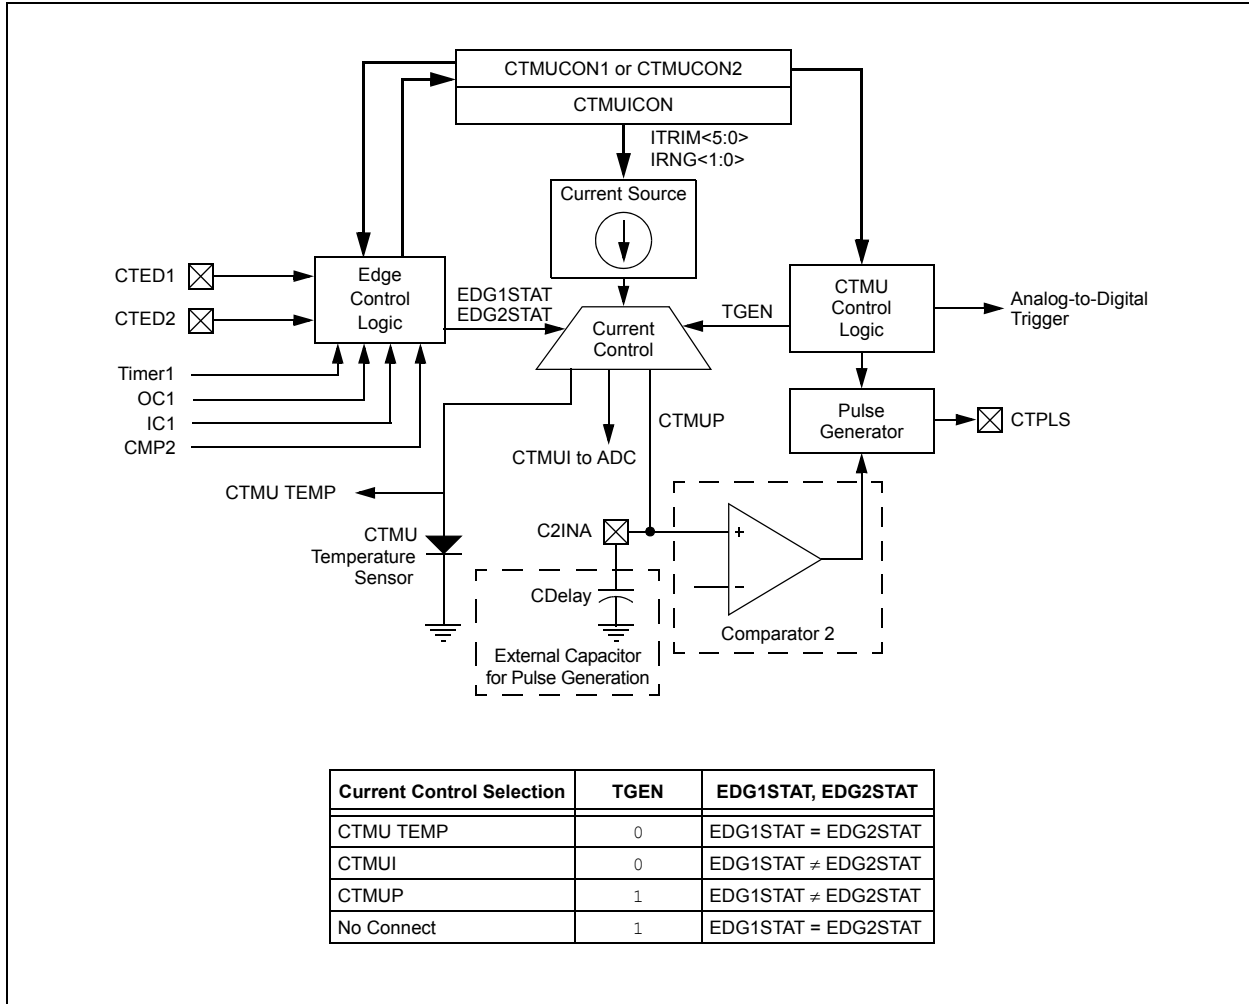 CTMUCON1 or CTMUCON2
CTMUICON
ITRIM<5:0>
IRNG<1:0>
Current Source
CTED1
CTED2
Edge
Control
Logic
EDG1STAT
EDG2STAT
Current
Control
TGEN
CTMU
Control
Logic
Analog-to-Digital
Trigger
Timer1
OC1
IC1
CMP2
CTMUP
Pulse
Generator
CTPLS
CTMUI to ADC
CTMU TEMP
CTMU
Temperature
Sensor
C2INA
+
–
CDelay
Comparator 2
External Capacitor
for Pulse Generation
Current Control Selection TGEN EDG1STAT, EDG2STAT
CTMU TEMP 0 EDG1STAT = EDG2STAT
CTMUI 0 EDG1STAT ≠ EDG2STAT
CTMUP 1 EDG1STAT ≠ EDG2STAT
No Connect 1 EDG1STAT = EDG2STAT